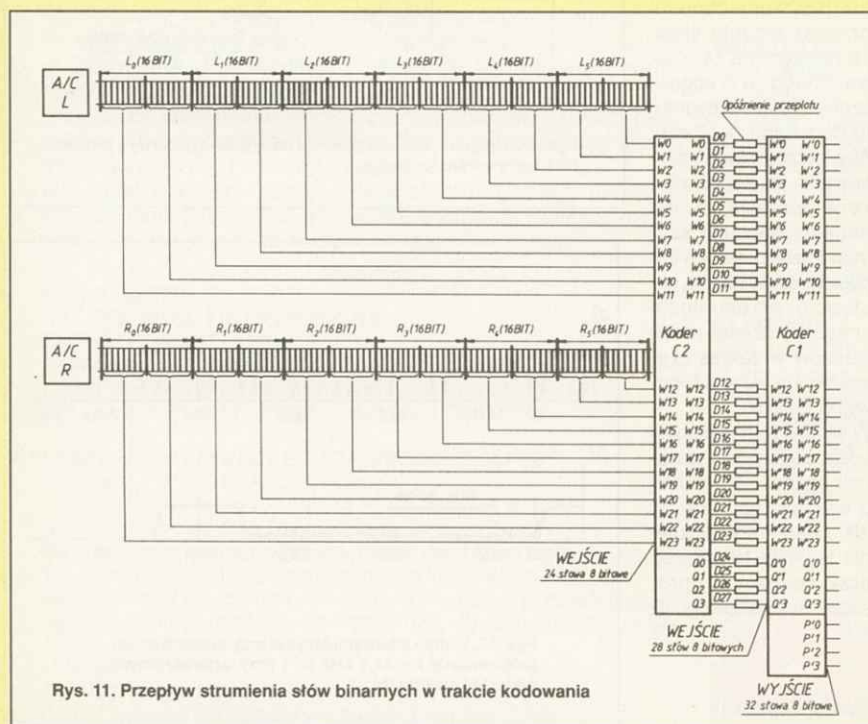 L₀(16BIT) L₁(16BIT) L₂(16BIT) L₃(16BIT) L₄(16BIT) L₅(16BIT)
A/C
L
Opóźnienie przeplotu
W0 W0 D0 W'0 W'0
W1 W1 D1 W'1 W'1
W2 W2 D2 W'2 W'2
W3 W3 D3 W'3 W'3
W4 W4 D4 W'4 W'4
W5 W5 D5 W'5 W'5
W6 W6 D6 W'6 W'6
W7 W7 D7 W'7 W'7
W8 W8 D8 W'8 W'8
W9 W9 D9 W'9 W'9
W10 W10 D10 W'10 W'10
W11 W11 D11 W'11 W'11
R₀(16BIT) R₁(16BIT) R₂(16BIT) R₃(16BIT) R₄(16BIT) R₅(16BIT)
A/C
R
Koder
C2
Koder
C1
W12 W12 D12 W'12 W'12
W13 W13 D13 W'13 W'13
W14 W14 D14 W'14 W'14
W15 W15 D15 W'15 W'15
W16 W16 D16 W'16 W'16
W17 W17 D17 W'17 W'17
W18 W18 D18 W'18 W'18
W19 W19 D19 W'19 W'19
W20 W20 D20 W'20 W'20
W21 W21 D21 W'21 W'21
W22 W22 D22 W'22 W'22
W23 W23 D23 W'23 W'23
WEJŚCIE
24 słowa 8 bitowe
Q0 D24 Q'0 Q'0
Q1 D25 Q'1 Q'1
Q2 D26 Q'2 Q'2
Q3 D27 Q'3 Q'3
WEJŚCIE
28 słów 8 bitowych
P'0
P'1
P'2
P'3
WYJŚCIE
32 słowa 8 bitowe
Rys. 11. Przepływ strumienia słów binarnych w trakcie kodowania